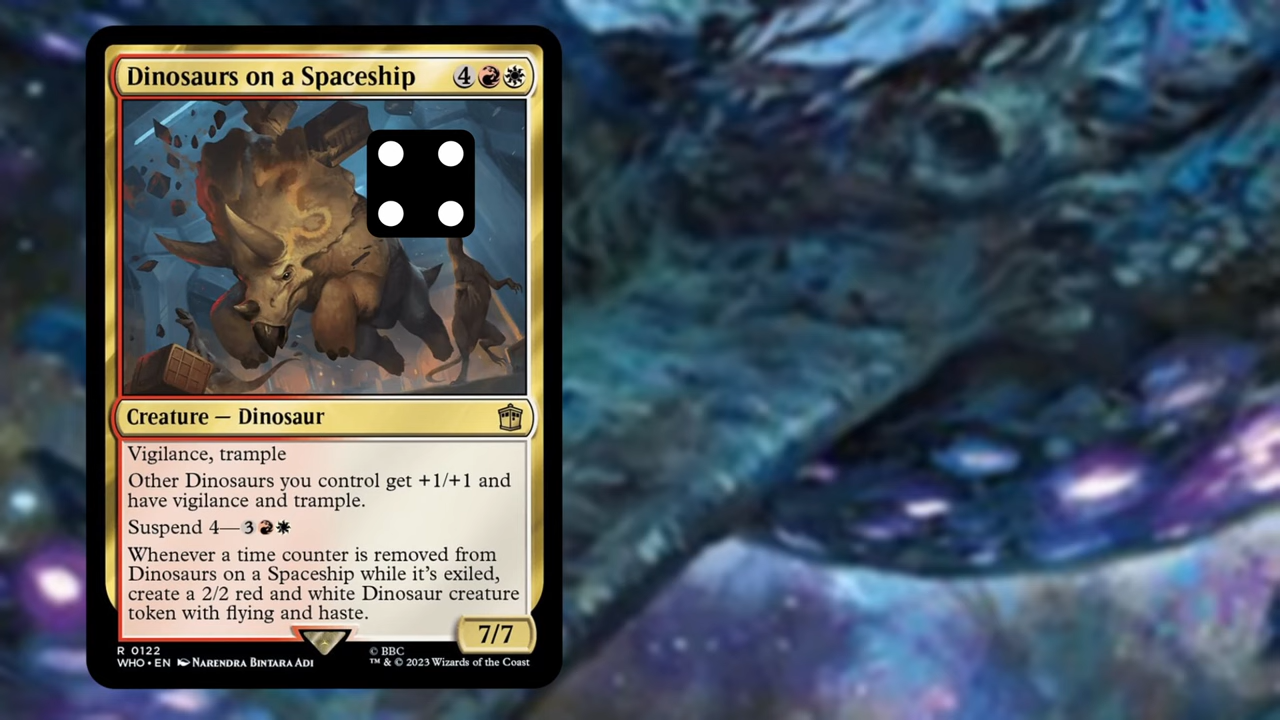 Dinosaurs on a Spaceship 4
Creature — Dinosaur
Vigilance, trample
Other Dinosaurs you control get +1/+1 and
have vigilance and trample.
Suspend 4—3
Whenever a time counter is removed from
Dinosaurs on a Spaceship while it's exiled,
create a 2/2 red and white Dinosaur creature
token with flying and haste.
7/7
R 0122
WHO • EN Narendra Bintara Adi
© BBC
™ & © 2023 Wizards of the Coast